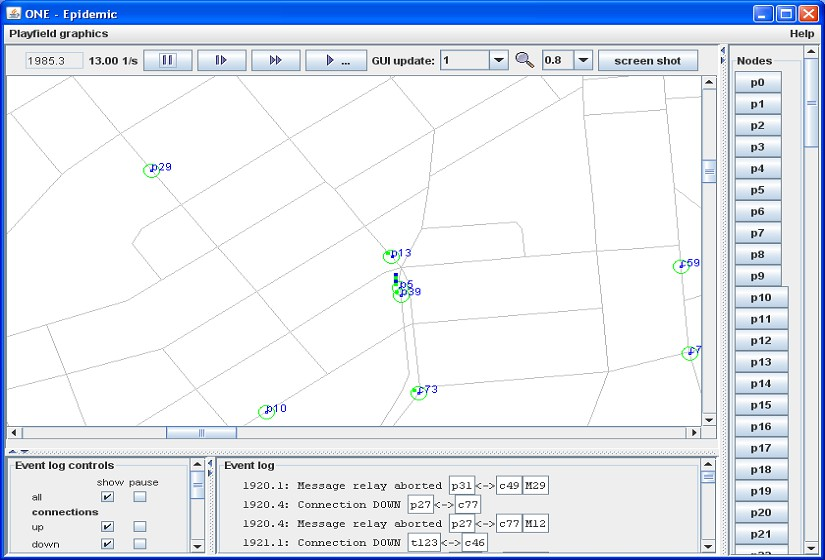 ONE - Epidemic
Playfield graphics Help
1985.3 13.00 1/s ... GUI update: 1 0.8 screen shot
Nodes
p0
p1
p2
p3
p4
p5
p6
p7
p8
p9
p10
p11
p12
p13
p14
p15
p16
p17
p18
p19
p20
p21
p29
p13
c59
p5
p39
c7
c73
p10
Event log controls
show pause
all
connections
up
down
Event log
1920.1: Message relay aborted p31<->c49 M29
1920.4: Connection DOWN p27<->c77
1920.4: Message relay aborted p27<->c77 M12
1921.1: Connection DOWN t123<->c46